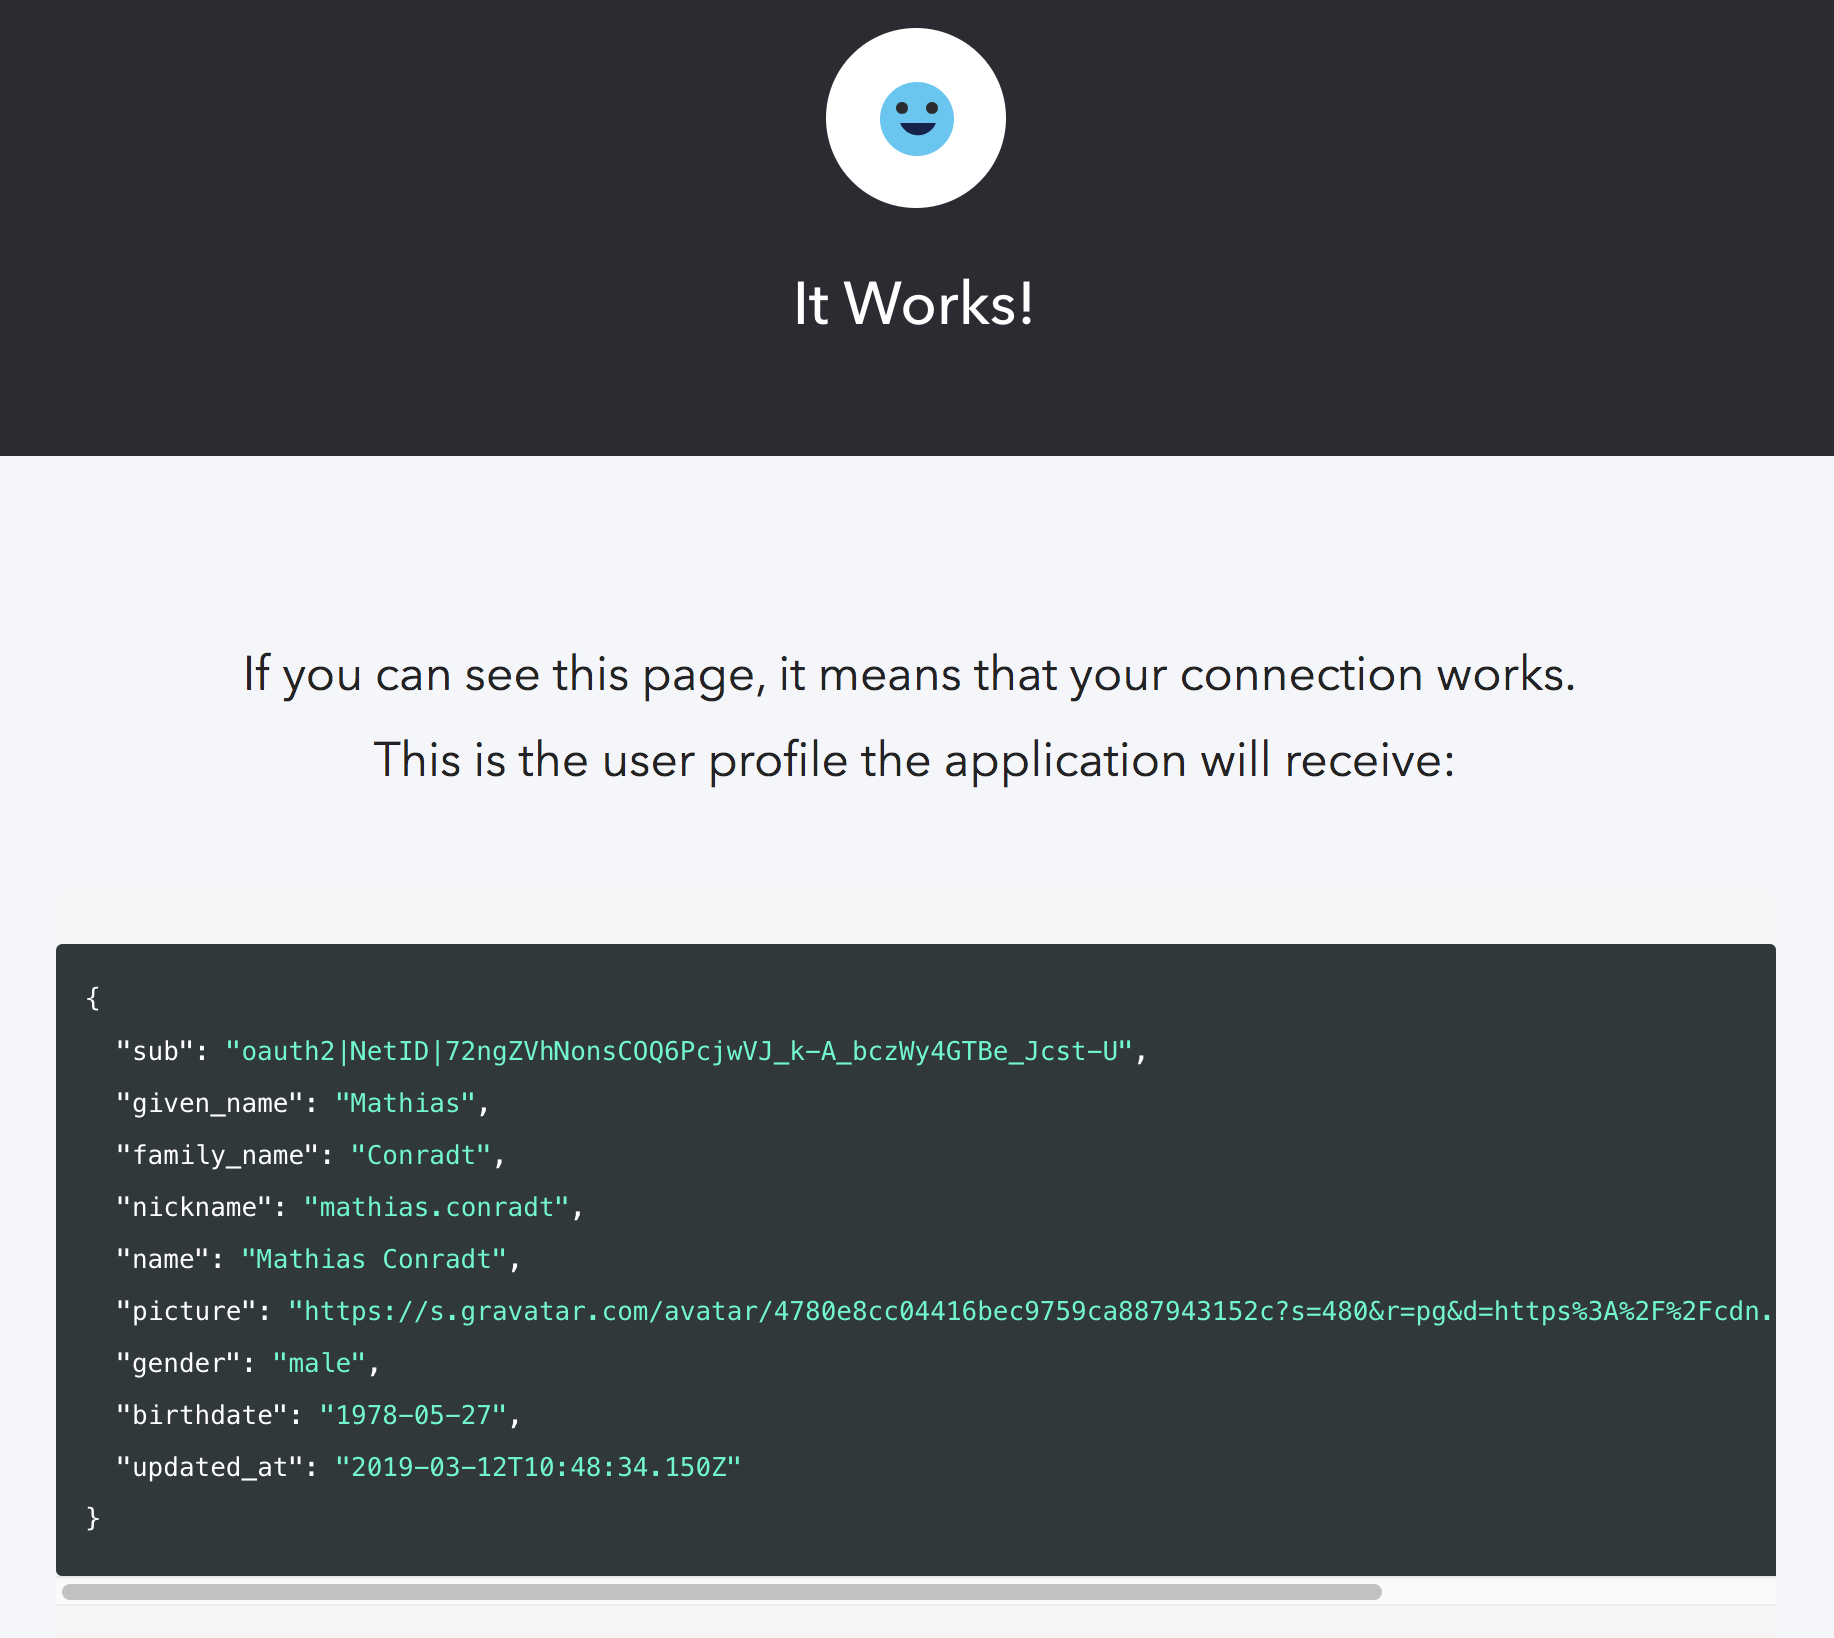 It Works!
If you can see this page, it means that your connection works.
This is the user profile the application will receive:
{
  "sub": "oauth2|NetID|72ngZVhNonsCOQ6PcjwVJ_k-A_bczWy4GTBe_Jcst-U",
  "given_name": "Mathias",
  "family_name": "Conradt",
  "nickname": "mathias.conradt",
  "name": "Mathias Conradt",
  "picture": "https://s.gravatar.com/avatar/4780e8cc04416bec9759ca887943152c?s=480&r=pg&d=https%3A%2F%2Fcdn.
  "gender": "male",
  "birthdate": "1978-05-27",
  "updated_at": "2019-03-12T10:48:34.150Z"
}